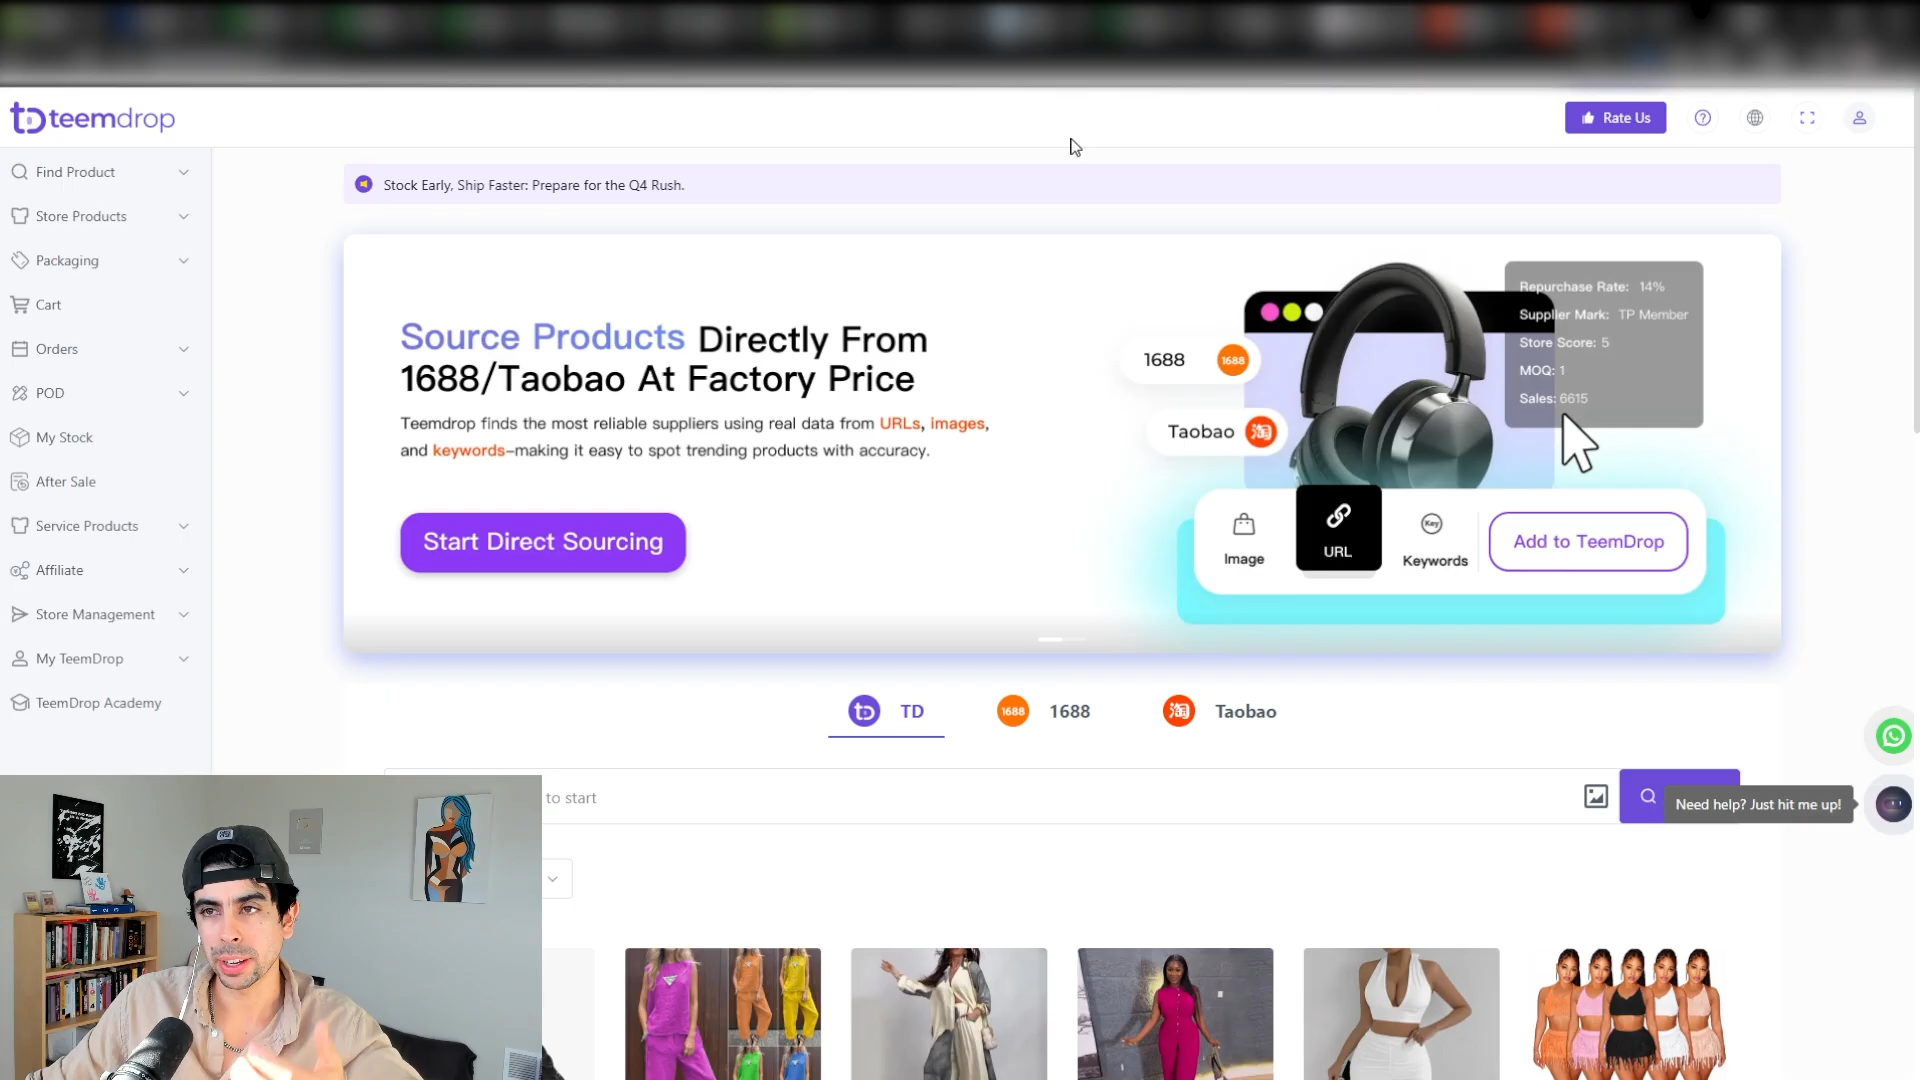 teemdrop
Rate Us
Find Product
Store Products
Packaging
Cart
Orders
POD
My Stock
After Sale
Service Products
Affiliate
Store Management
My TeemDrop
TeemDrop Academy
Stock Early, Ship Faster: Prepare for the Q4 Rush.
Source Products Directly From
1688/Taobao At Factory Price
Teemdrop finds the most reliable suppliers using real data from URLs, images,
and keywords–making it easy to spot trending products with accuracy.
Start Direct Sourcing
1688 1688
Taobao 淘
Repurchase Rate: 14%
Supplier Mark: TP Member
Store Score: 5
MOQ: 1
Sales: 6615
Image
URL
Key
Keywords
Add to TeemDrop
TD
1688 1688
淘 Taobao
to start
Need help? Just hit me up!